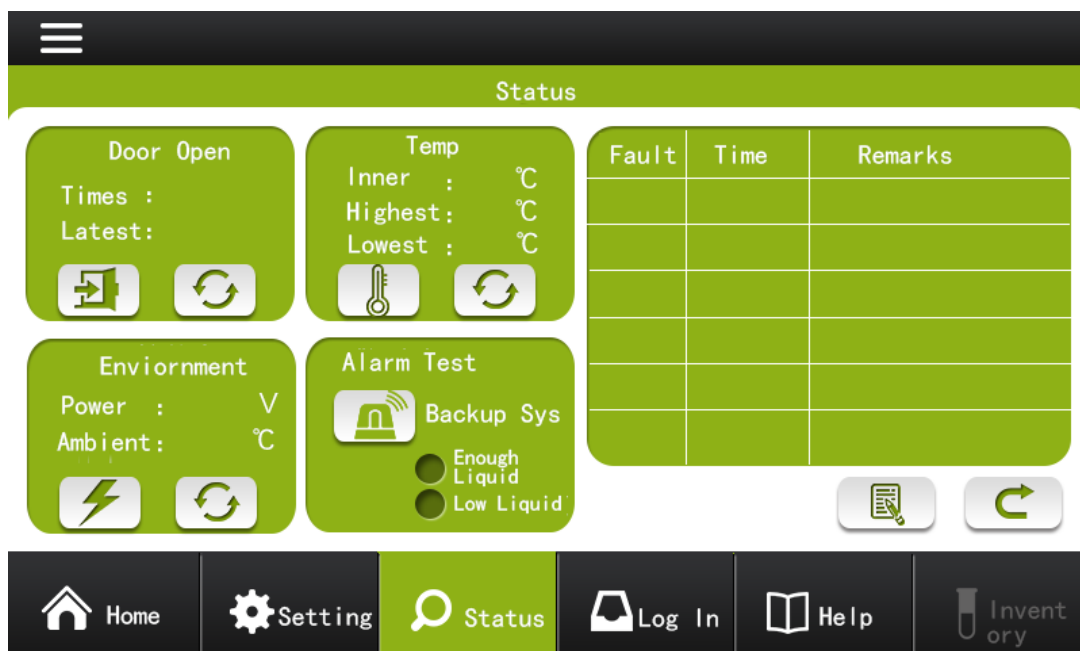 Status
Door Open
Times :
Latest:
Temp
Inner : ℃
Highest: ℃
Lowest : ℃
Fault Time Remarks
Enviornment
Power : V
Ambient: ℃
Alarm Test
Backup Sys
Enough
Liquid
Low Liquid
Home
Setting
Status
Log In
Help
Invent
ory